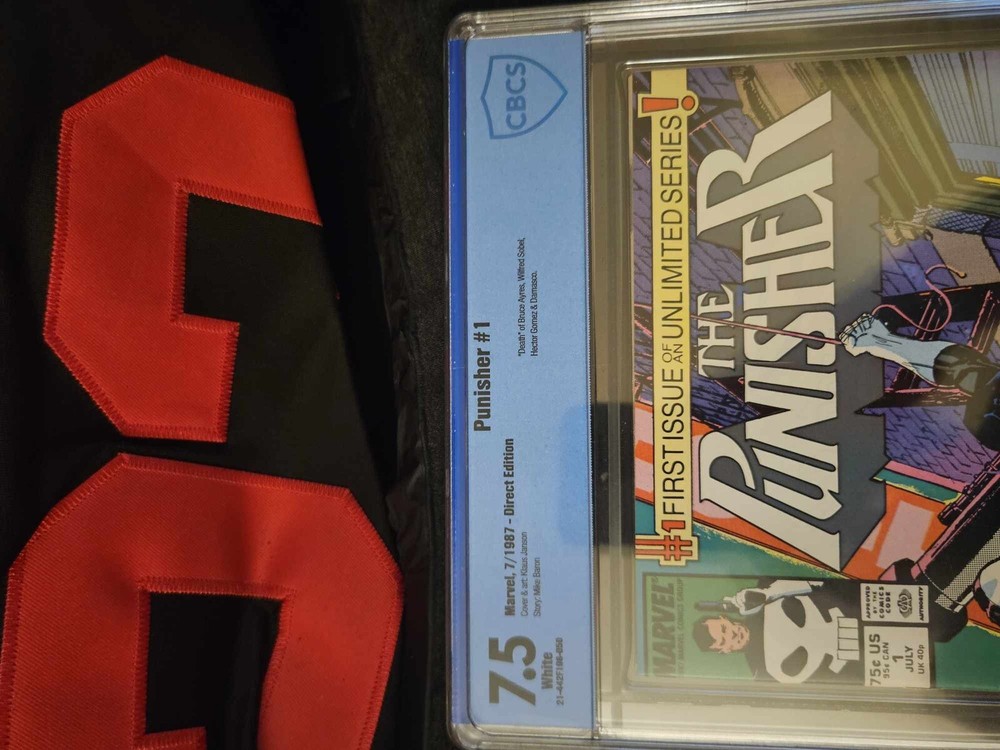 CBCS
Punisher #1
"Death" of Bruce Ayres, Wilfred Sobel,
Hector Gomez & Damasco.
7.5
White
Marvel, 7/1987 - Direct Edition
Cover & art: Klaus Janson
Story: Mike Baron
#1 FIRST ISSUE OF AN UNLIMITED SERIES!
THE
PUNISHER
MARVEL
APPROVED
BY THE
COMICS
CODE
AUTHORITY
75¢ US
95¢ CAN
1
JULY
UK 40p